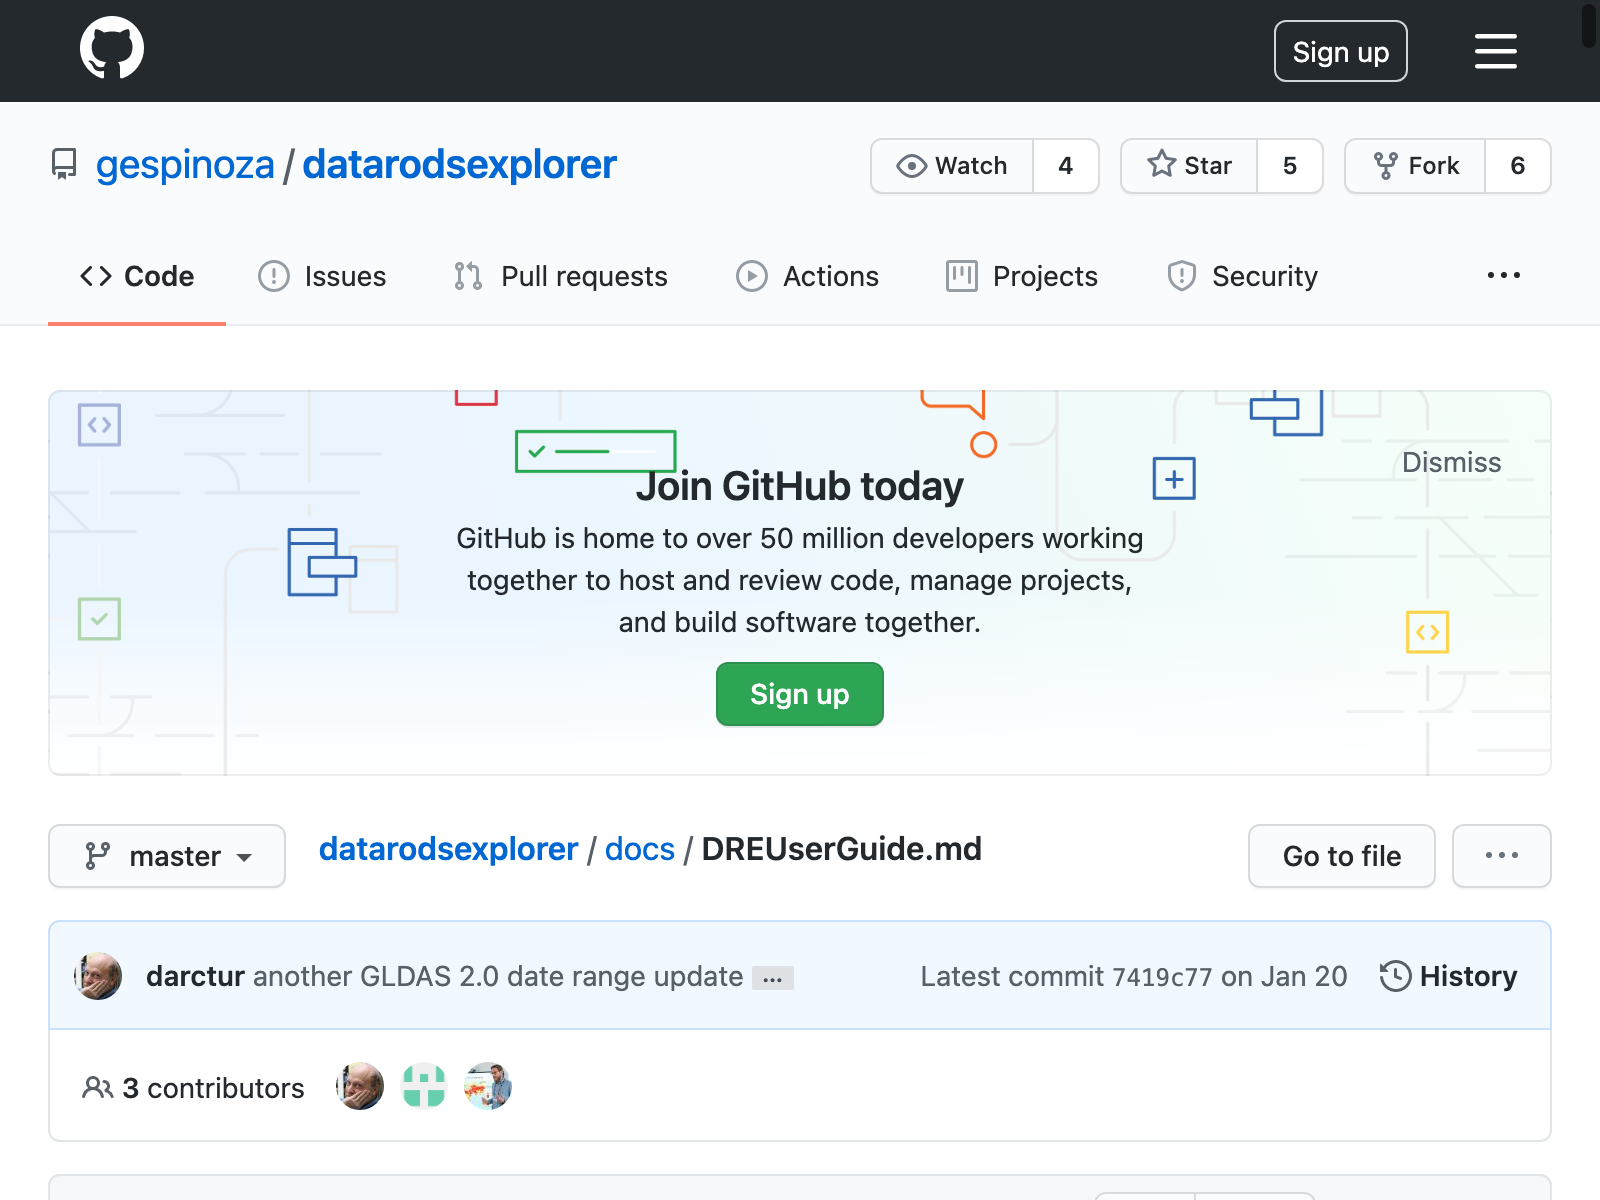 Sign up
gespinoza / datarodsexplorer
Watch 4 Star 5 Fork 6
Code Issues Pull requests Actions Projects Security
Dismiss
Join GitHub today
GitHub is home to over 50 million developers working
together to host and review code, manage projects,
and build software together.
Sign up
master datarodsexplorer / docs / DREUserGuide.md Go to file
darctur another GLDAS 2.0 date range update ... Latest commit 7419c77 on Jan 20 History
3 contributors